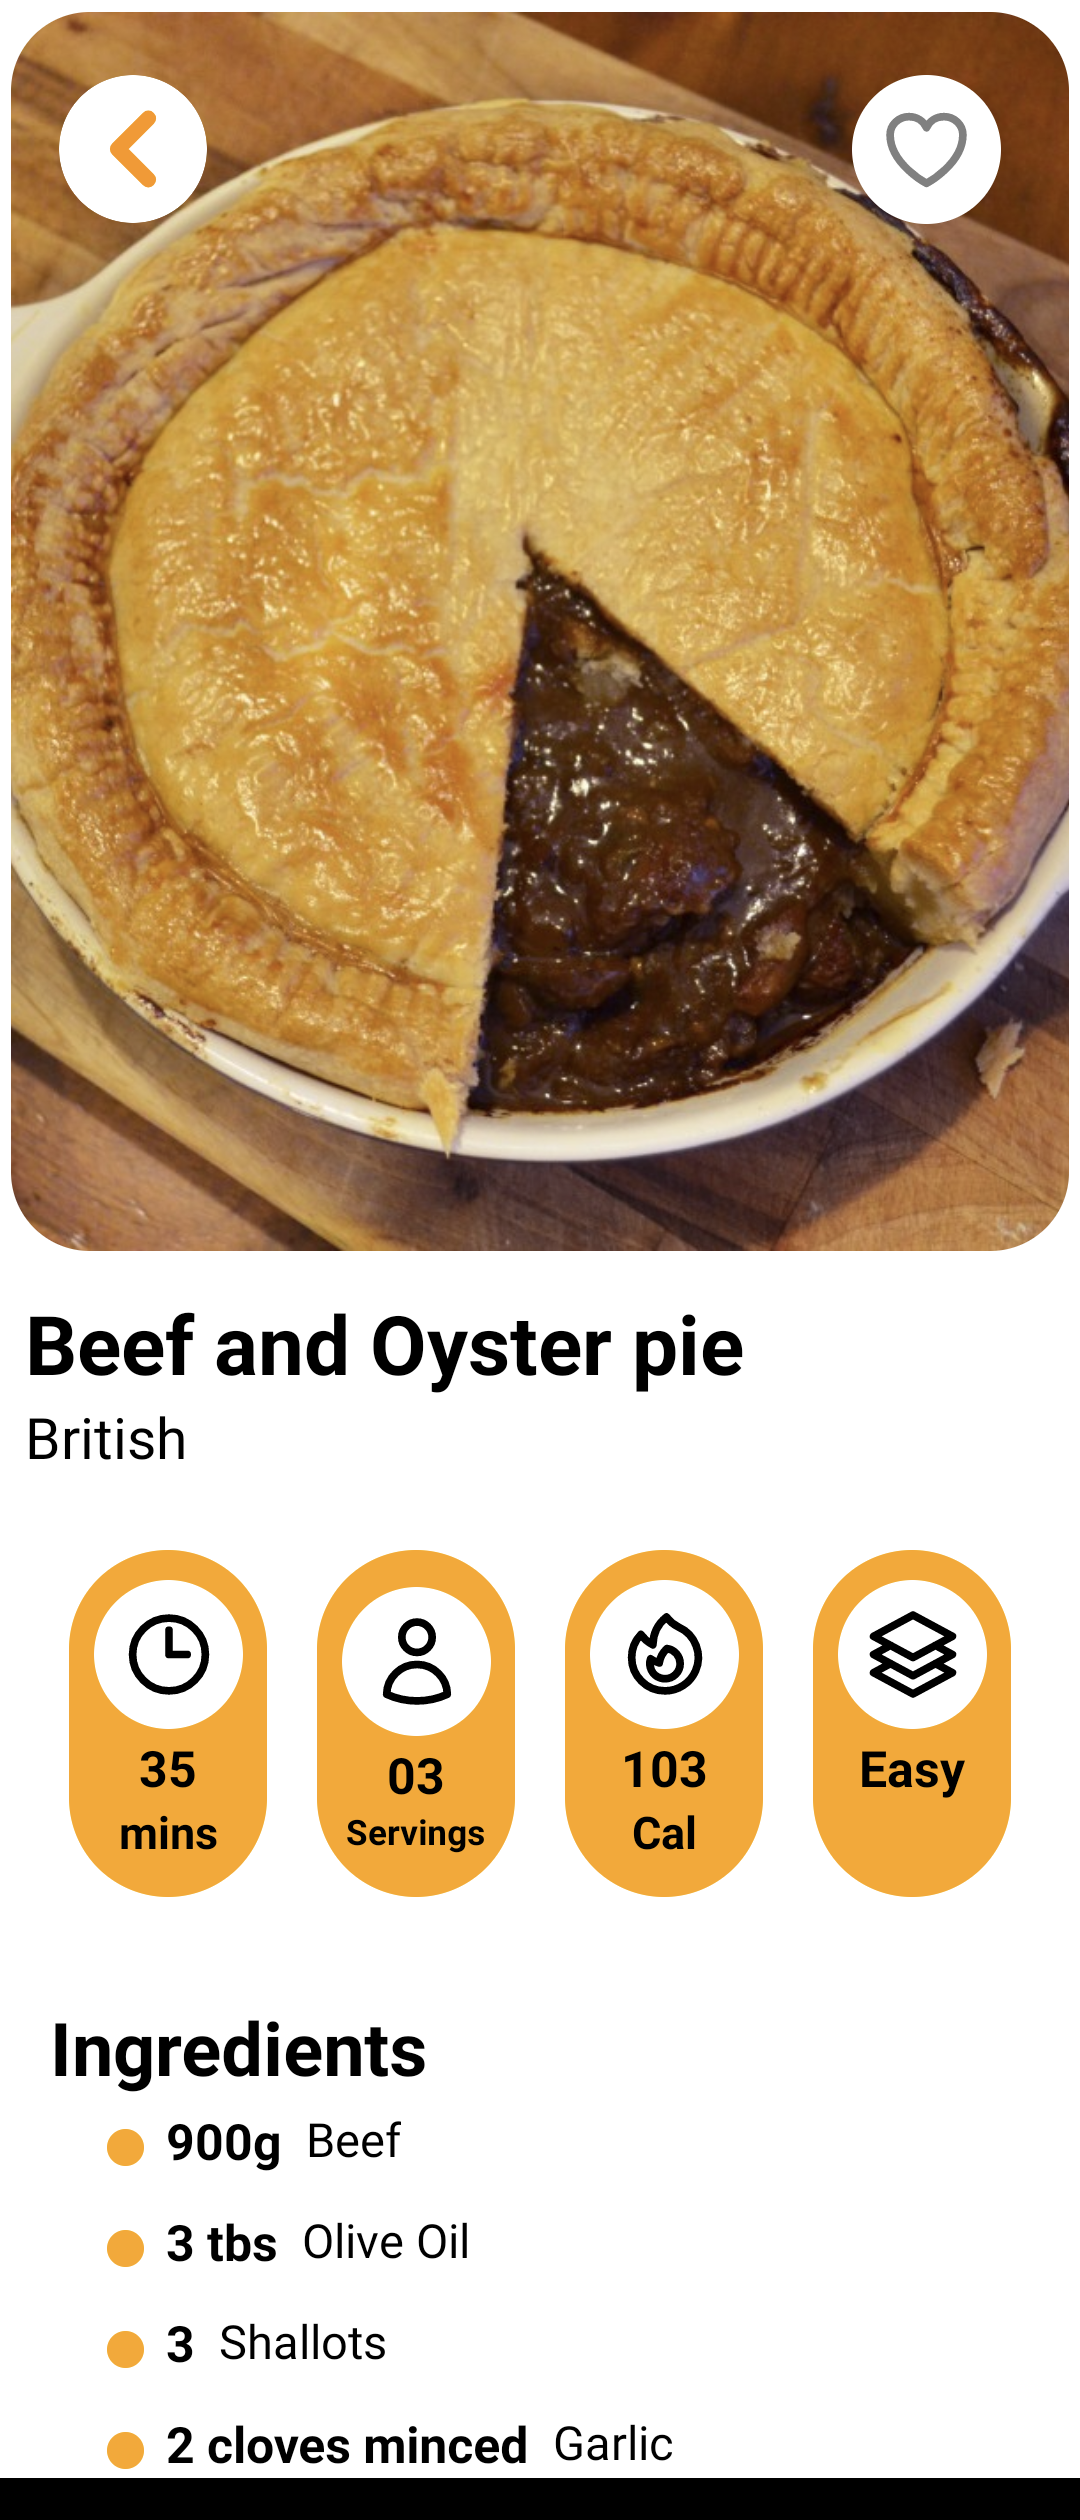 Beef and Oyster pie
British
35
mins
03
Servings
103
Cal
Easy
Ingredients
900g Beef
3 tbs Olive Oil
3 Shallots
2 cloves minced Garlic